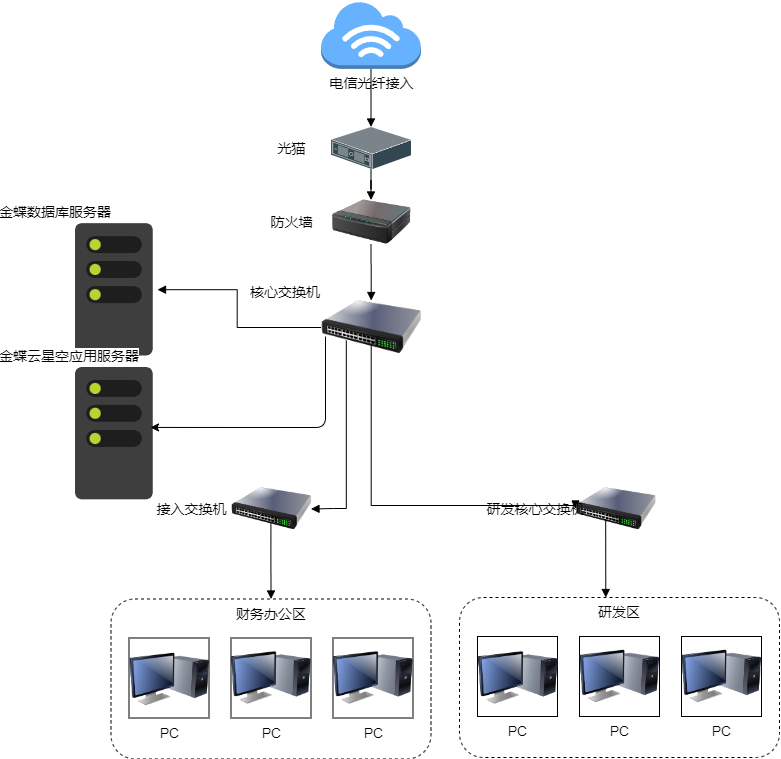 电信光纤接入
光猫
金蝶数据库服务器
防火墙
核心交换机
金蝶云星空应用服务器
接入交换机
研发核心交换机
财务办公区
研发区
PC
PC
PC
PC
PC
PC